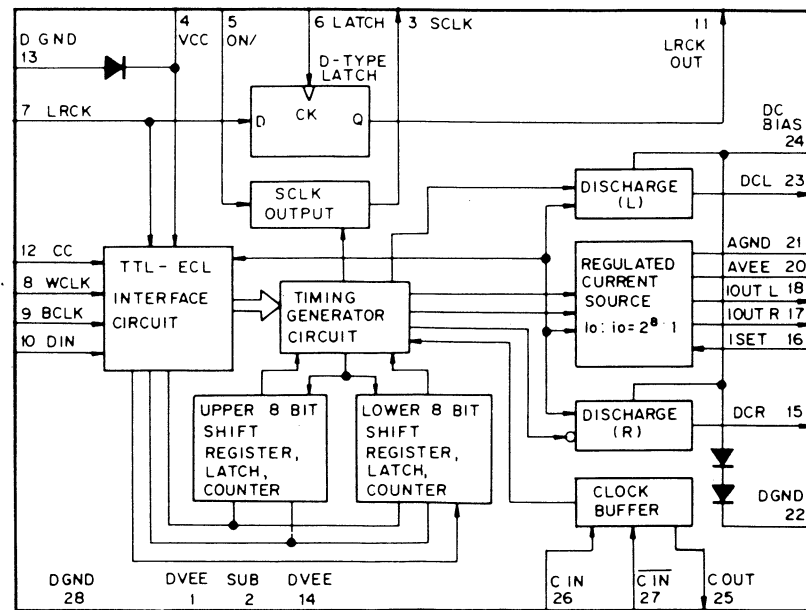 4
VCC
5
ON/
6 LATCH
3 SCLK
11
LRCK
OUT
D GND
13
D-TYPE
LATCH
CK
D
Q
7 LRCK
DC
BIAS
24
SCLK
OUTPUT
DISCHARGE
(L)
DCL 23
12 CC
8 WCLK
9 BCLK
10 DIN
TTL - ECL
INTERFACE
CIRCUIT
TIMING
GENERATOR
CIRCUIT
REGULATED
CURRENT
SOURCE
Io : io = 2⁸ : 1
AGND 21
AVEE 20
IOUT L 18
IOUT R 17
ISET 16
UPPER 8 BIT
SHIFT
REGISTER,
LATCH,
COUNTER
LOWER 8 BIT
SHIFT
REGISTER,
LATCH,
COUNTER
DISCHARGE
(R)
DCR 15
CLOCK
BUFFER
DGND
22
DGND
28
DVEE
1
SUB
2
DVEE
14
C IN
26
C̅ ̅I̅N̅
27
C OUT
25